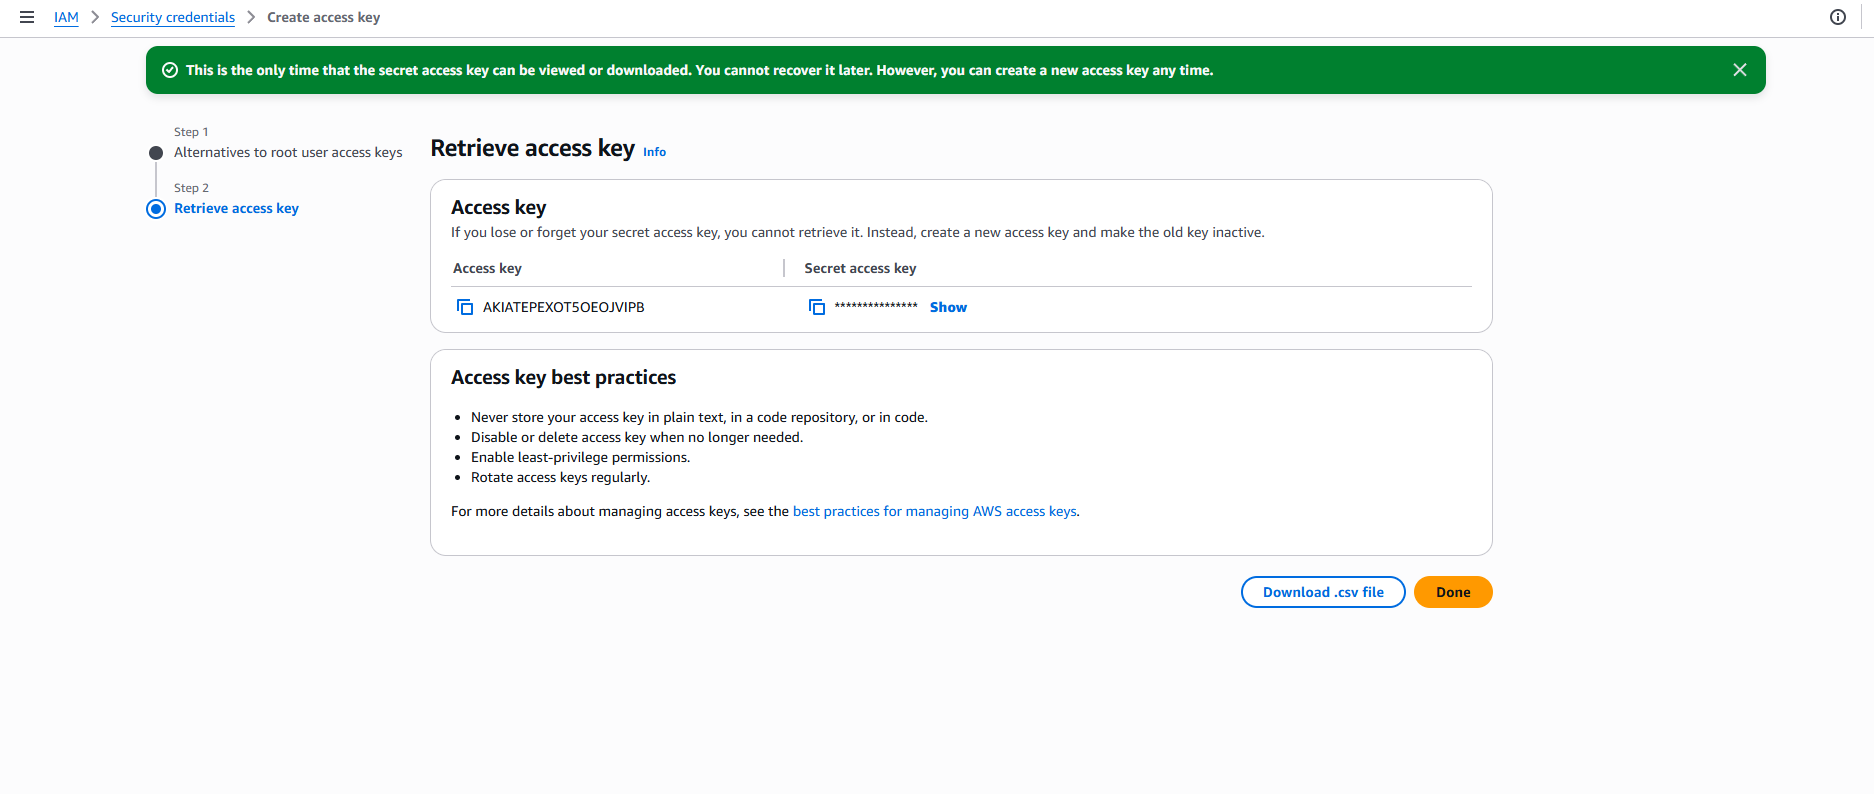 IAM > Security credentials > Create access key
This is the only time that the secret access key can be viewed or downloaded. You cannot recover it later. However, you can create a new access key any time.
Step 1
Alternatives to root user access keys
Step 2
Retrieve access key
Retrieve access key Info
Access key
If you lose or forget your secret access key, you cannot retrieve it. Instead, create a new access key and make the old key inactive.
Access key Secret access key
AKIATEPEXOT5OEOJVIPB *************** Show
Access key best practices
• Never store your access key in plain text, in a code repository, or in code.
• Disable or delete access key when no longer needed.
• Enable least-privilege permissions.
• Rotate access keys regularly.
For more details about managing access keys, see the best practices for managing AWS access keys.
Download .csv file Done